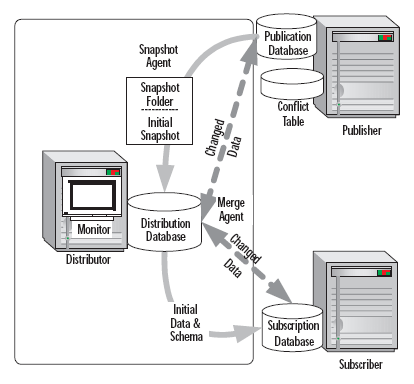 Snapshot
Agent
Snapshot
Folder
Initial
Snapshot
Publication
Database
Conflict
Table
Publisher
Changed
Data
Monitor
Distributor
Distribution
Database
Merge
Agent
Changed
Data
Initial
Data &
Schema
Subscription
Database
Subscriber